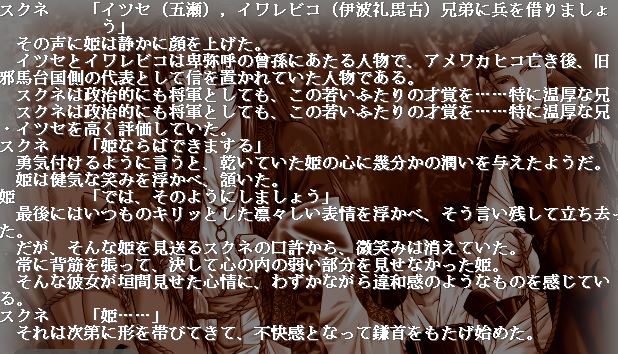 スクネ　　「イツセ（五瀬），イワレビコ（伊波礼毘古）兄弟に兵を借りましょ
う」
その声に姫は静かに顔を上げた。
イツセとイワレビコは卑弥呼の曾孫にあたる人物で、アメワカヒコ亡き後、旧
邪馬台国側の代表として信を置かれていた人物である。
スクネは政治的にも将軍としても、この若いふたりの才覚を……特に温厚な兄
スクネは政治的にも将軍としても、この若いふたりの才覚を……特に温厚な兄
・イツセを高く評価していた。
スクネ　　「姫ならばできまする」
勇気付けるように言うと、乾いていた姫の心に幾分かの潤いを与えたようだ。
姫は健気な笑みを浮かべ、頷いた。
姫　　　　「では、そのようにしましょう」
最後にはいつものキリッとした凛々しい表情を浮かべ、そう言い残して立ち去っ
た。
だが、そんな姫を見送るスクネの口許から、微笑みは消えていた。
常に背筋を張って、決して心の内の弱い部分を見せなかった姫。
そんな彼女が垣間見せた心情に、わずかながら違和感のようなものを感じてい
る。
スクネ　　「姫……」
それは次第に形を帯びてきて、不快感となって鎌首をもたげ始めた。